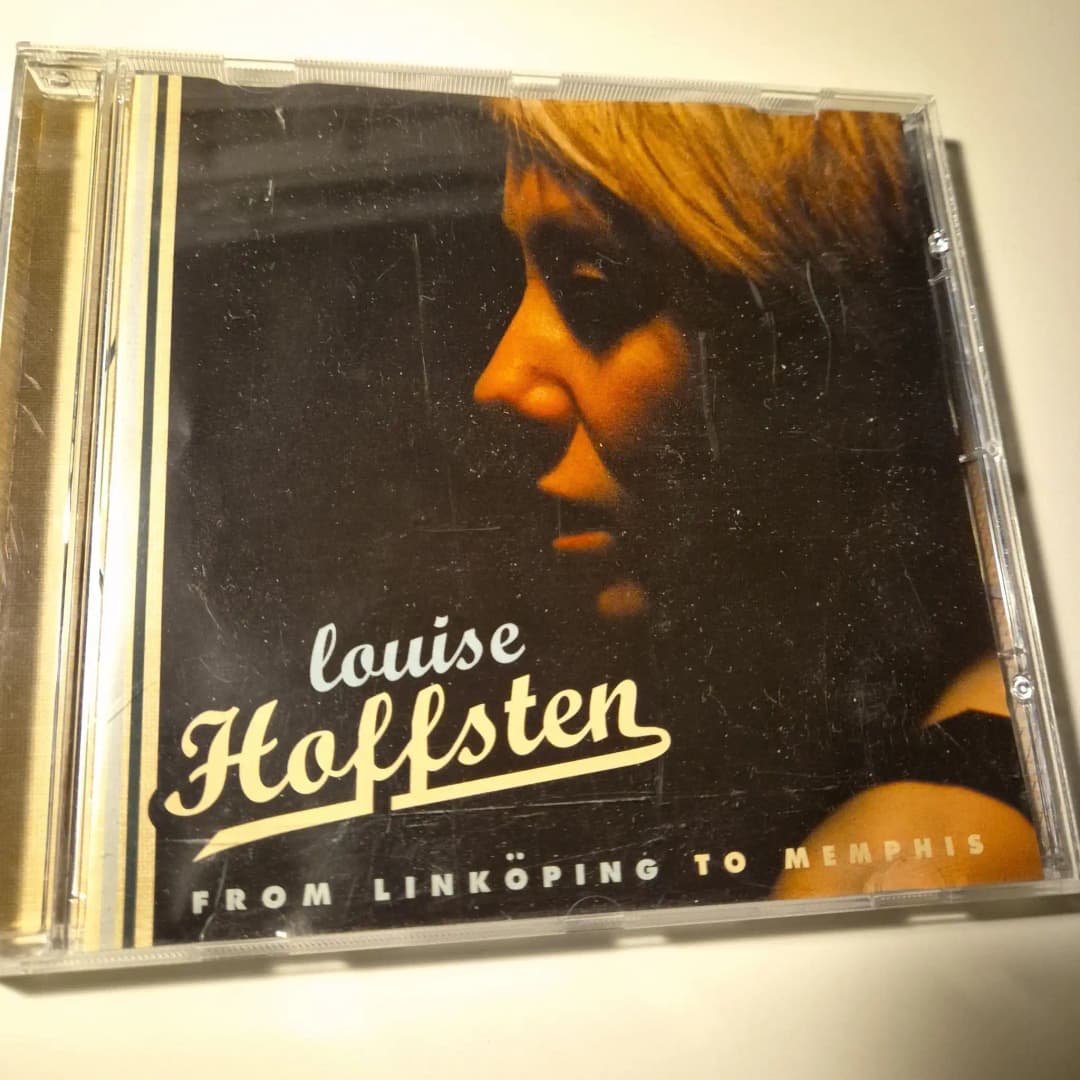 louise
Hoffsten
FROM LINKÖPING TO MEMPHIS